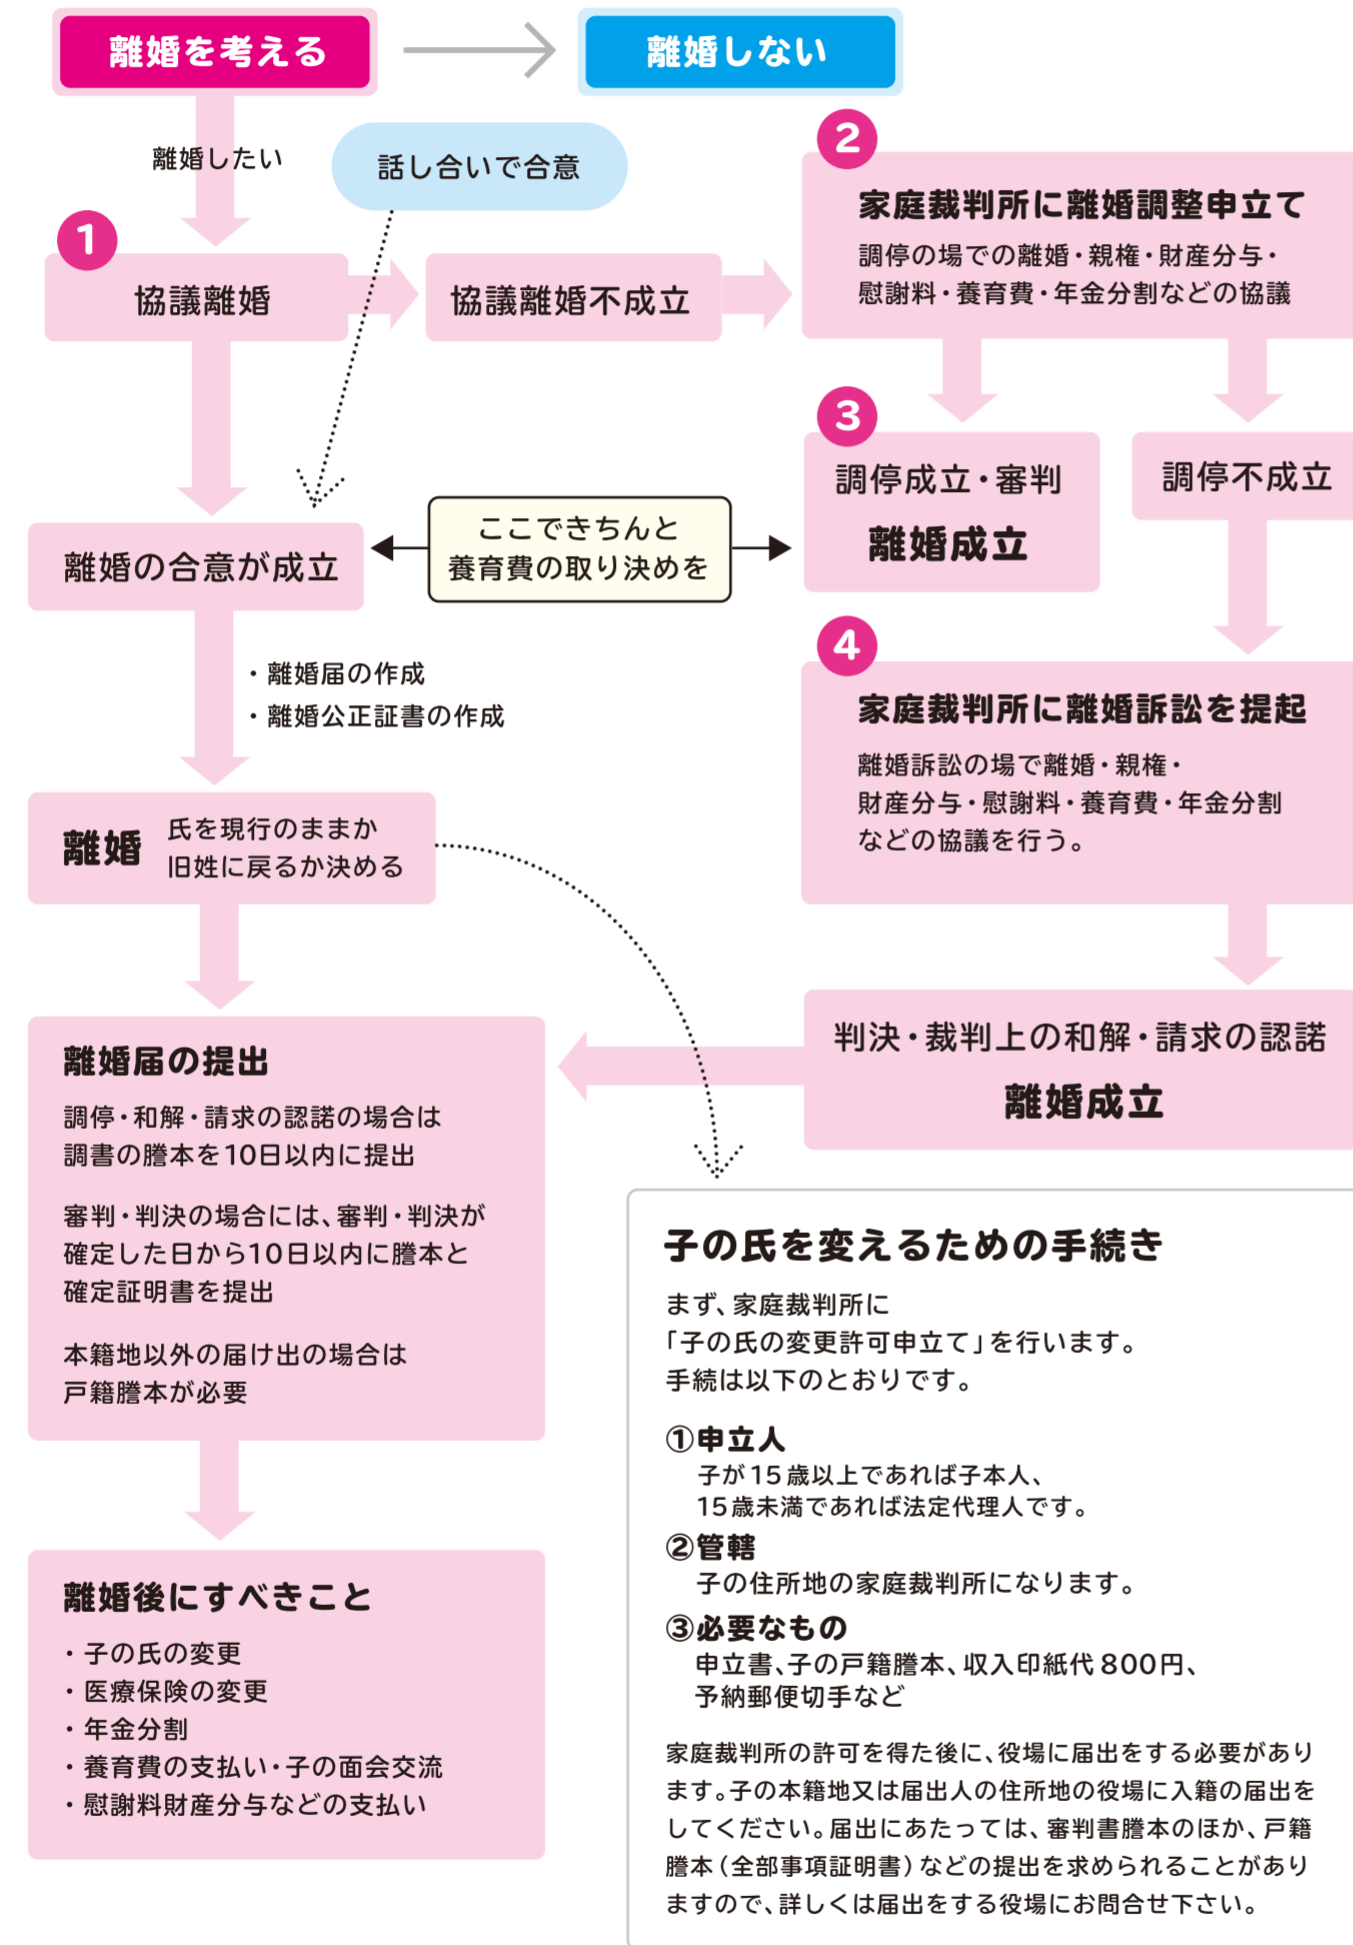 離婚を考える
離婚しない
離婚したい
話し合いで合意
1
協議離婚
協議離婚不成立
2
家庭裁判所に離婚調整申立て
調停の場での離婚・親権・財産分与・
慰謝料・養育費・年金分割などの協議
3
調停成立・審判
離婚成立
調停不成立
ここできちんと
養育費の取り決めを
離婚の合意が成立
・離婚届の作成
・離婚公正証書の作成
4
家庭裁判所に離婚訴訟を提起
離婚訴訟の場で離婚・親権・
財産分与・慰謝料・養育費・年金分割
などの協議を行う。
離婚
氏を現行のままか
旧姓に戻るか決める
判決・裁判上の和解・請求の認諾
離婚成立
離婚届の提出
調停・和解・請求の認諾の場合は
調書の謄本を10日以内に提出
審判・判決の場合には、審判・判決が
確定した日から10日以内に謄本と
確定証明書を提出
本籍地以外の届け出の場合は
戸籍謄本が必要
離婚後にすべきこと
・子の氏の変更
・医療保険の変更
・年金分割
・養育費の支払い・子の面会交流
・慰謝料財産分与などの支払い
子の氏を変えるための手続き
まず、家庭裁判所に
「子の氏の変更許可申立て」を行います。
手続は以下のとおりです。
①申立人
子が15歳以上であれば子本人、
15歳未満であれば法定代理人です。
②管轄
子の住所地の家庭裁判所になります。
③必要なもの
申立書、子の戸籍謄本、収入印紙代800円、
予納郵便切手など
家庭裁判所の許可を得た後に、役場に届出をする必要があり
ます。子の本籍地又は届出人の住所地の役場に入籍の届出を
してください。届出にあたっては、審判書謄本のほか、戸籍
謄本（全部事項証明書）などの提出を求められることがあり
ますので、詳しくは届出をする役場にお問合せ下さい。